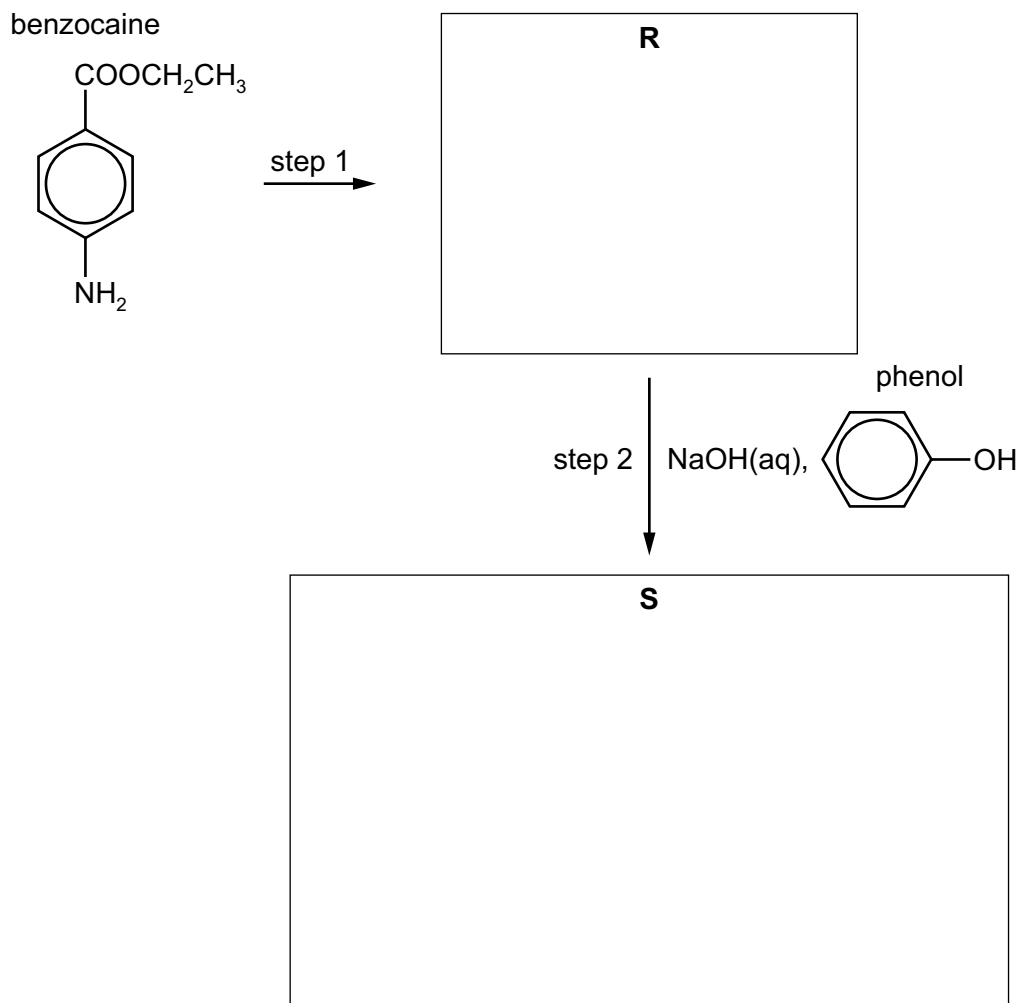 benzocaine
COOCH₂CH₃
NH₂
step 1
R
phenol
step 2
NaOH(aq),
OH
S